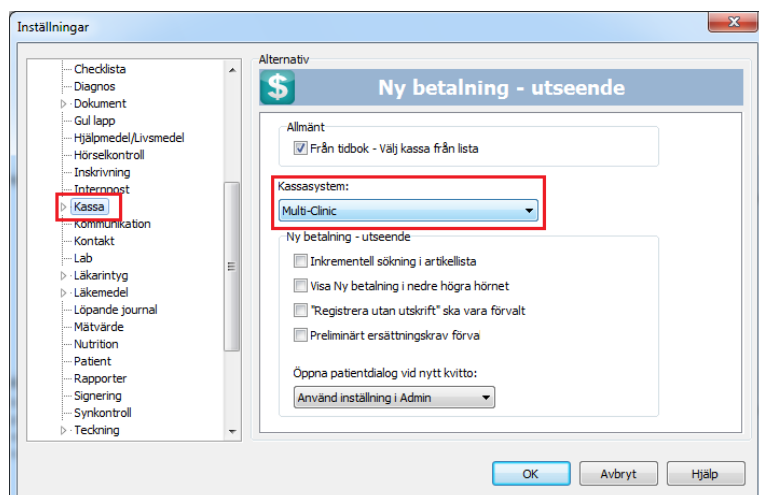 Inställningar
Checklista
Diagnos
Dokument
Gul lapp
Hjälpmedel/Livsmedel
Hörselkontroll
Inskrivning
Internpost
Kassa
Kommunikation
Kontakt
Lab
Läkarintyg
Läkemedel
Löpande journal
Mätvärde
Nutrition
Patient
Rapporter
Signering
Synkontroll
Teckning
Alternativ
$ Ny betalning - utseende
Allmänt
Från tidbok - Välj kassa från lista
Kassasystem:
Multi-Clinic
Ny betalning - utseende
Inkrementell sökning i artikellista
Visa Ny betalning i nedre högra hörnet
"Registrera utan utskrift" ska vara förvalt
Preliminärt ersättningskrav förva
Öppna patientdialog vid nytt kvitto:
Använd inställning i Admin
OK Avbryt Hjälp